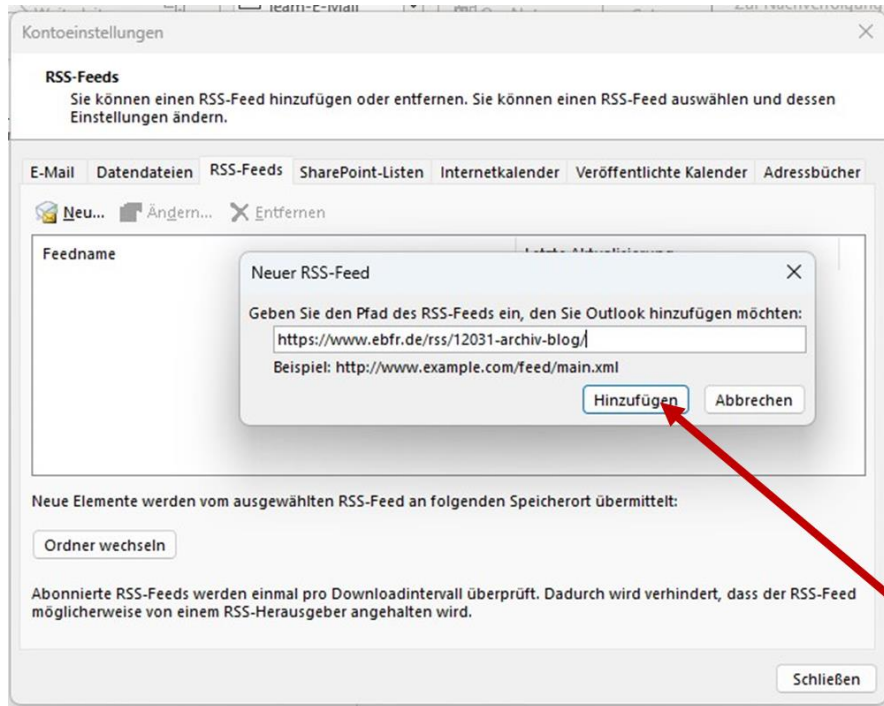 Team-E-Mail
Kontoeinstellungen
RSS-Feeds
Sie können einen RSS-Feed hinzufügen oder entfernen. Sie können einen RSS-Feed auswählen und dessen
Einstellungen ändern.
E-Mail Datendateien RSS-Feeds SharePoint-Listen Internetkalender Veröffentlichte Kalender Adressbücher
Neu... Ändern... Entfernen
Feedname Letzte Aktualisierung
Neuer RSS-Feed
Geben Sie den Pfad des RSS-Feeds ein, den Sie Outlook hinzufügen möchten:
https://www.ebfr.de/rss/12031-archiv-blog/
Beispiel: http://www.example.com/feed/main.xml
Hinzufügen Abbrechen
Neue Elemente werden vom ausgewählten RSS-Feed an folgenden Speicherort übermittelt:
Ordner wechseln
Abonnierte RSS-Feeds werden einmal pro Downloadintervall überprüft. Dadurch wird verhindert, dass der RSS-Feed
möglicherweise von einem RSS-Herausgeber angehalten wird.
Schließen